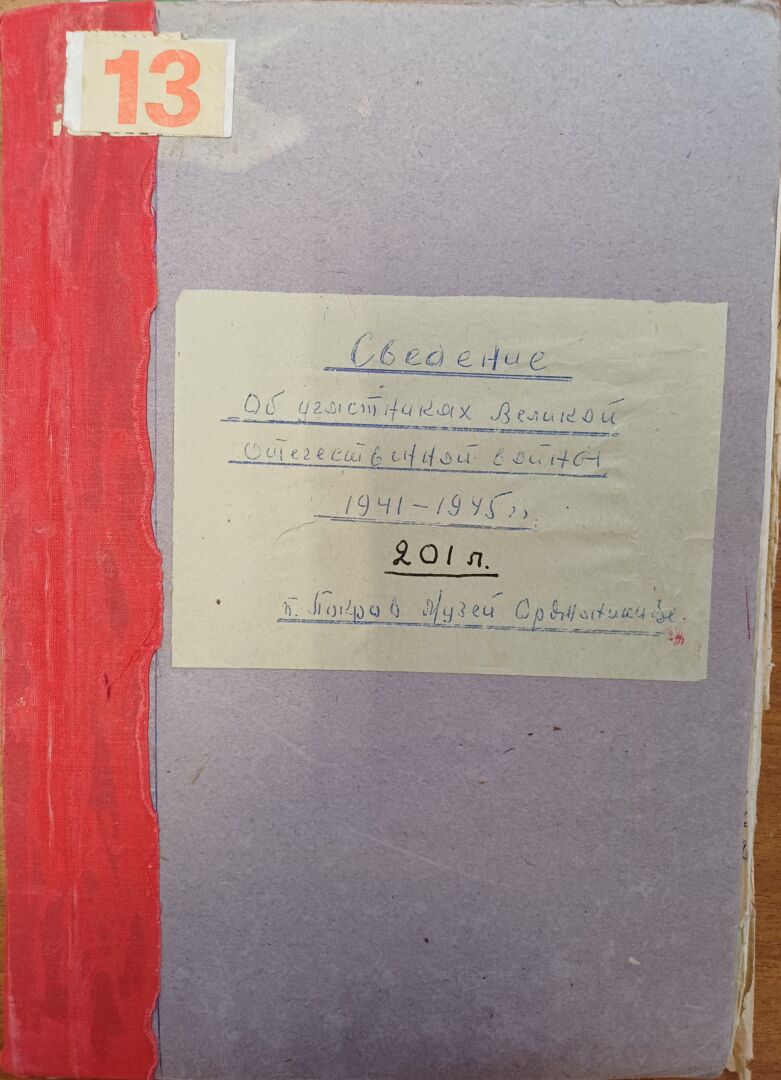 13
Сведение
Об участниках Великой
Отечественной войны
1941-1945гг.
201 л.
п. Покров Музей Орджоникидзе.